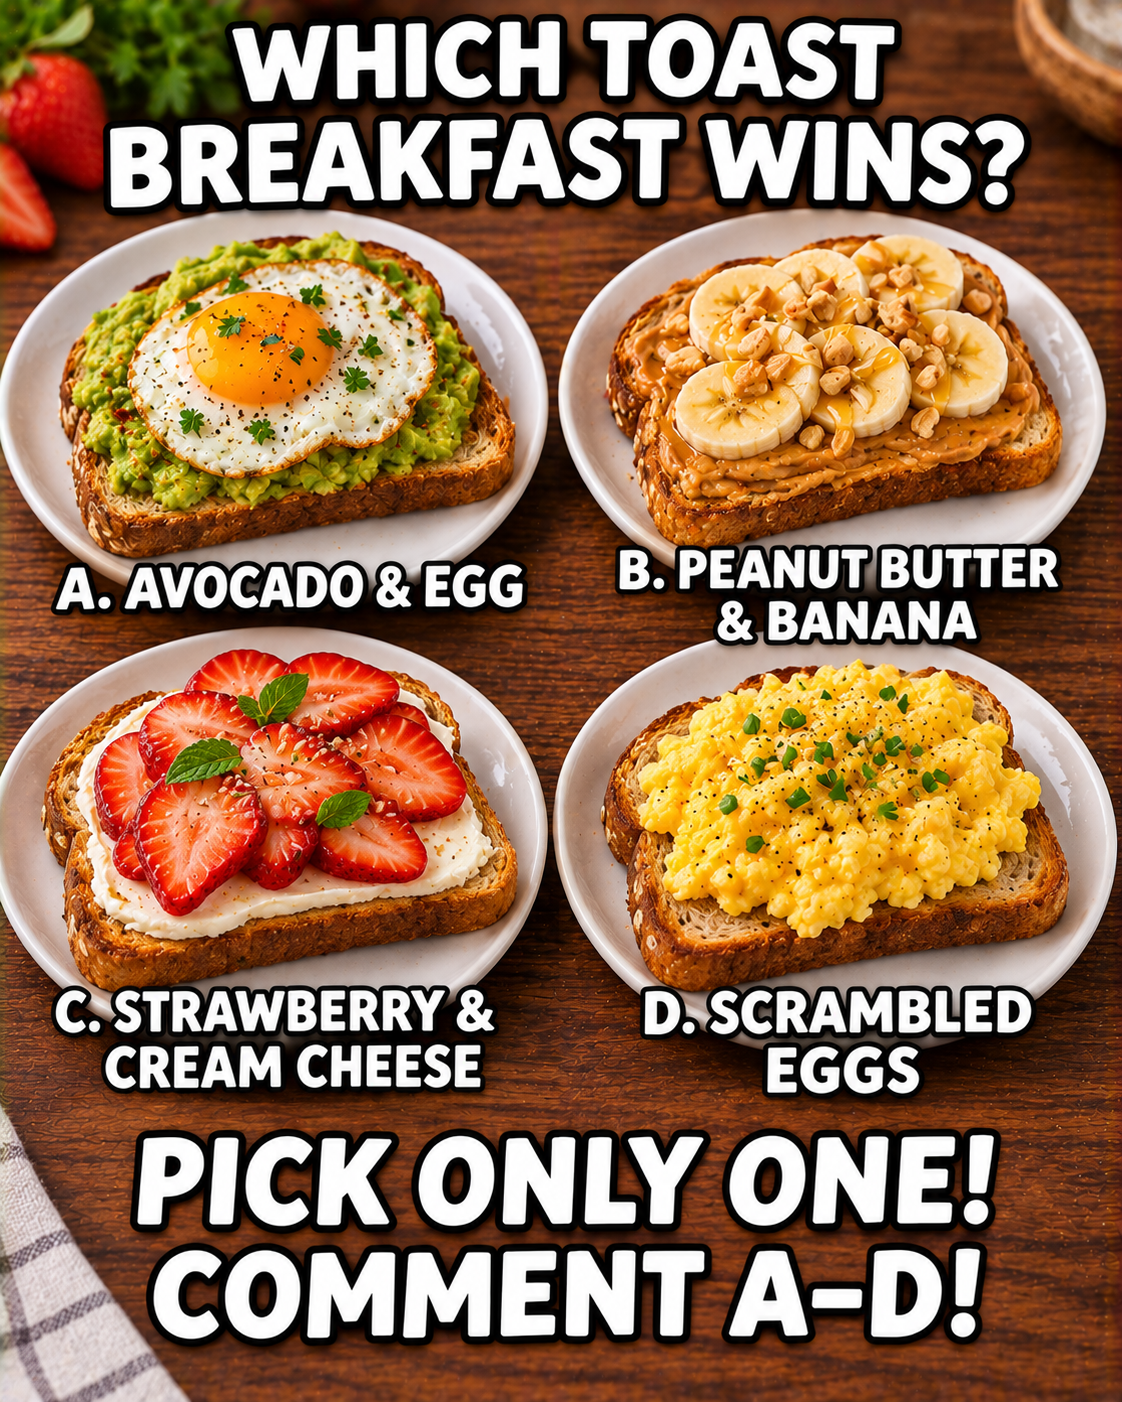 WHICH TOAST
BREAKFAST WINS?
A. AVOCADO & EGG
B. PEANUT BUTTER
& BANANA
C. STRAWBERRY &
CREAM CHEESE
D. SCRAMBLED
EGGS
PICK ONLY ONE!
COMMENT A–D!